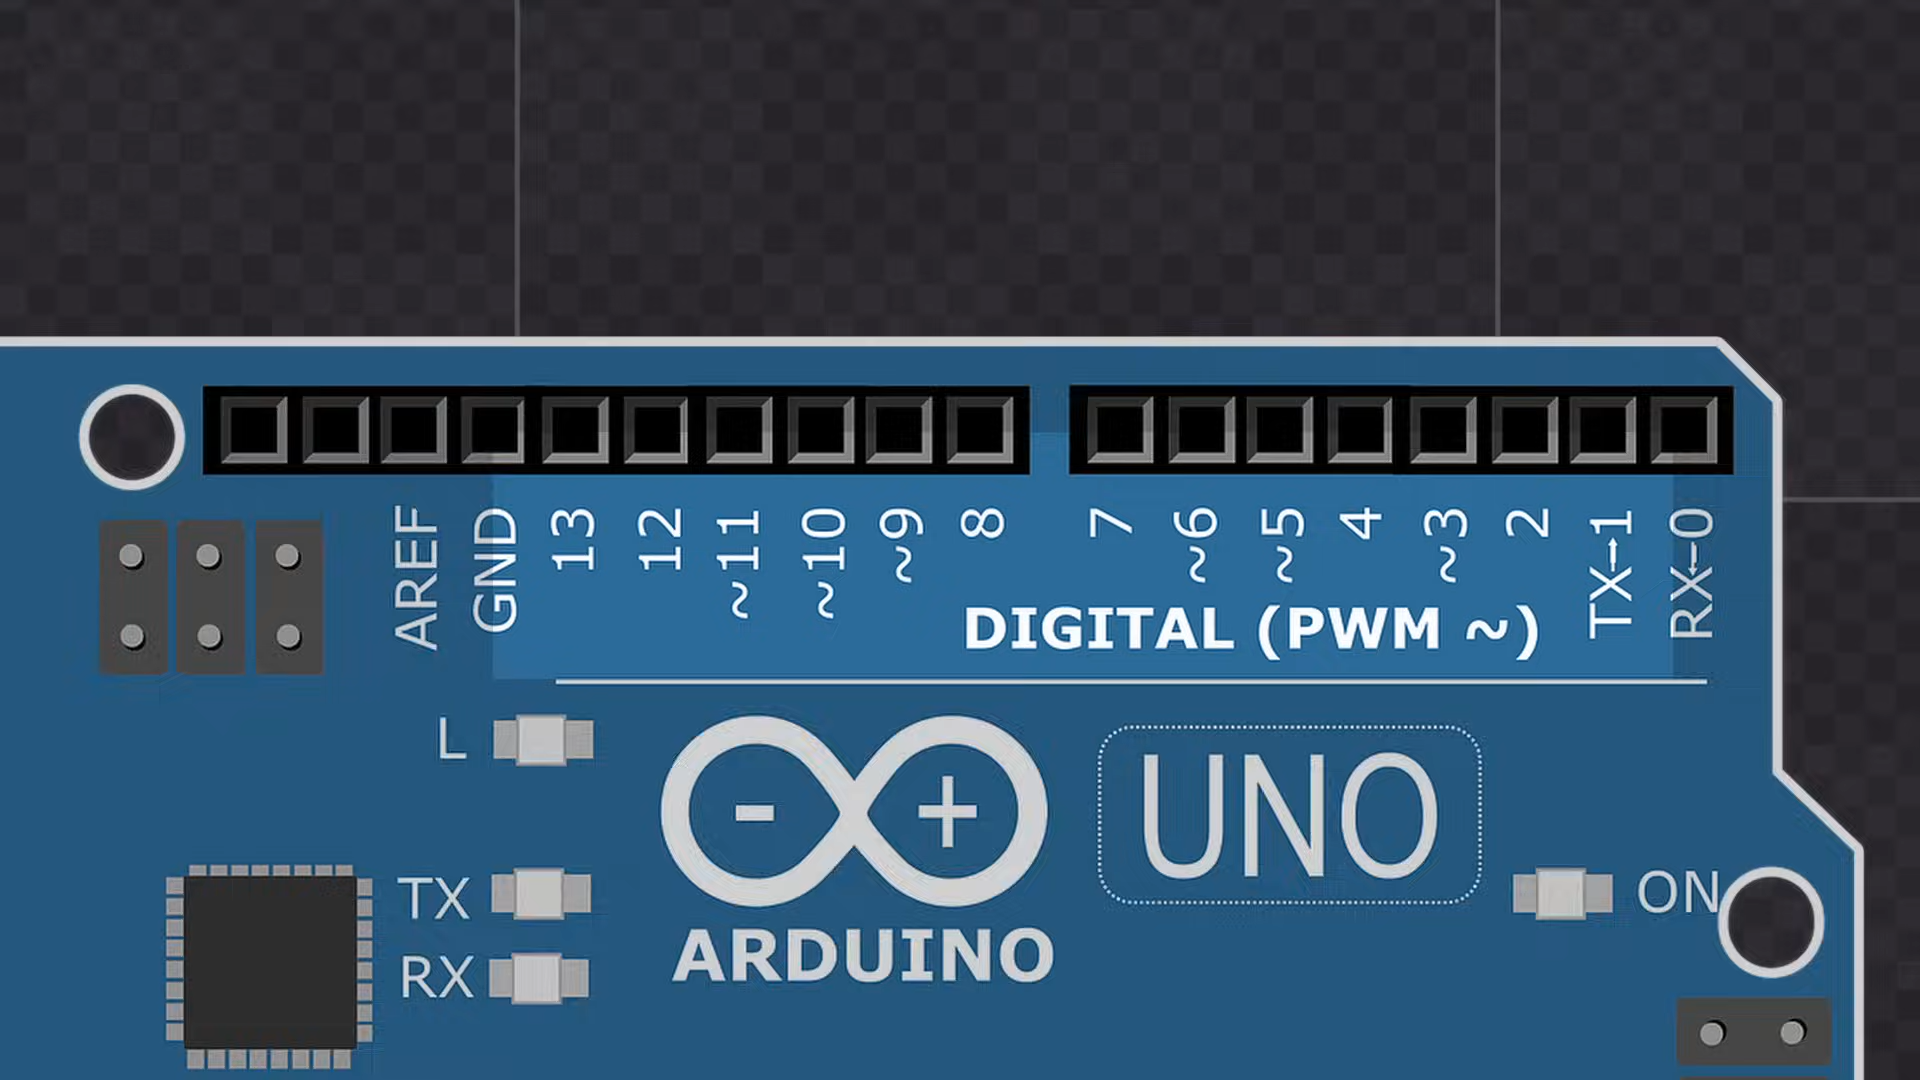 AREF
GND
13
12
~11
~10
~9
8
7
~6
~5
4
~3
2
TX→1
RX←0
DIGITAL (PWM ~)
L
- +
UNO
TX
ON
RX
ARDUINO